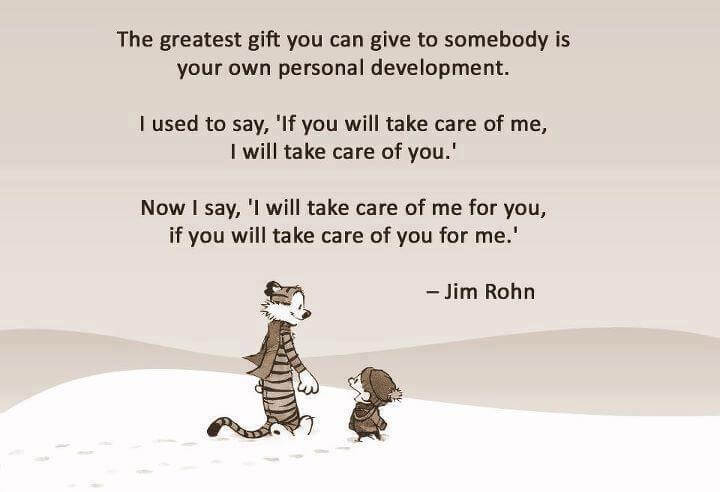 The greatest gift you can give to somebody is
your own personal development.
I used to say, 'If you will take care of me,
I will take care of you.'
Now I say, 'I will take care of me for you,
if you will take care of you for me.'
– Jim Rohn